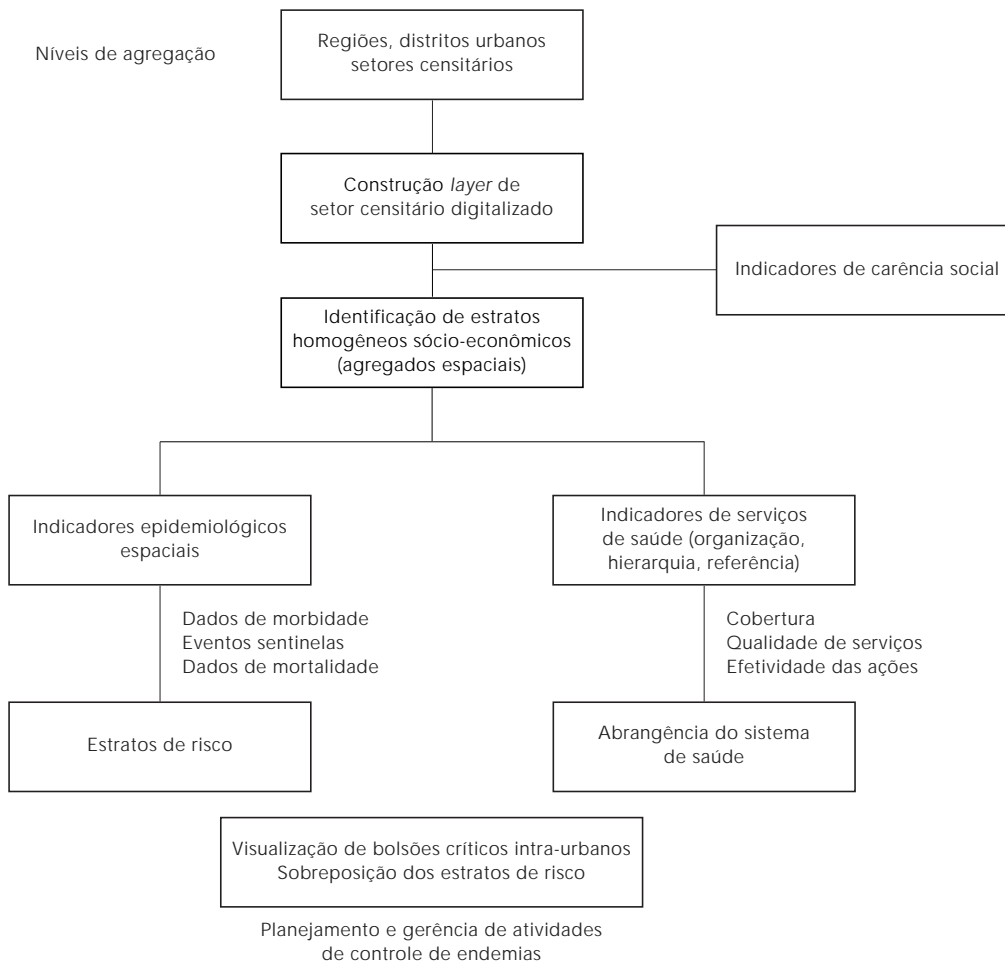 Níveis de agregação
Regiões, distritos urbanos
setores censitários
Construção layer de
setor censitário digitalizado
Indicadores de carência social
Identificação de estratos
homogêneos sócio-econômicos
(agregados espaciais)
Indicadores epidemiológicos
espaciais
Indicadores de serviços
de saúde (organização,
hierarquia, referência)
Dados de morbidade
Eventos sentinelas
Dados de mortalidade
Cobertura
Qualidade de serviços
Efetividade das ações
Estratos de risco
Abrangência do sistema
de saúde
Visualização de bolsões críticos intra-urbanos
Sobreposição dos estratos de risco
Planejamento e gerência de atividades
de controle de endemias